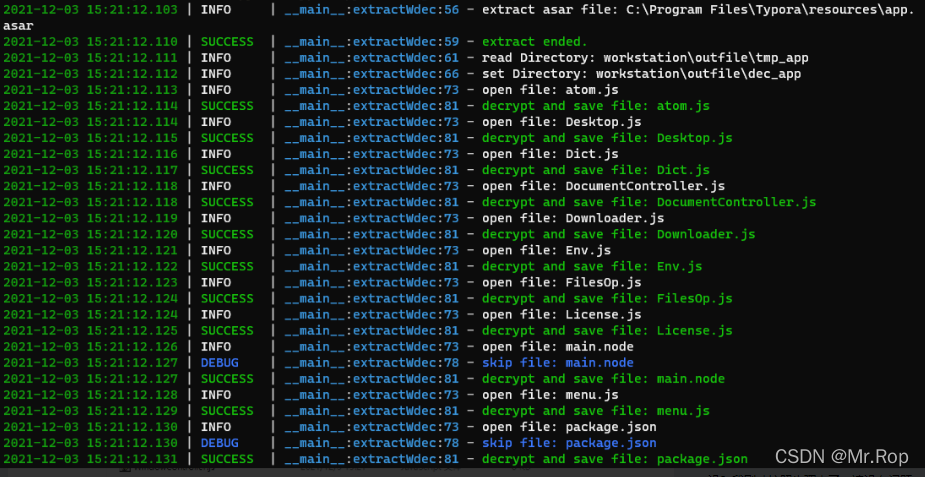 2021-12-03 15:21:12.103 | INFO | __main__:extractWdec:56 - extract asar file: C:\Program Files\Typora\resources\app.
asar
2021-12-03 15:21:12.110 | SUCCESS | __main__:extractWdec:59 - extract ended.
2021-12-03 15:21:12.111 | INFO | __main__:extractWdec:61 - read Directory: workstation\outfile\tmp_app
2021-12-03 15:21:12.112 | INFO | __main__:extractWdec:66 - set Directory: workstation\outfile\dec_app
2021-12-03 15:21:12.113 | INFO | __main__:extractWdec:73 - open file: atom.js
2021-12-03 15:21:12.114 | SUCCESS | __main__:extractWdec:81 - decrypt and save file: atom.js
2021-12-03 15:21:12.114 | INFO | __main__:extractWdec:73 - open file: Desktop.js
2021-12-03 15:21:12.115 | SUCCESS | __main__:extractWdec:81 - decrypt and save file: Desktop.js
2021-12-03 15:21:12.116 | INFO | __main__:extractWdec:73 - open file: Dict.js
2021-12-03 15:21:12.117 | SUCCESS | __main__:extractWdec:81 - decrypt and save file: Dict.js
2021-12-03 15:21:12.118 | INFO | __main__:extractWdec:73 - open file: DocumentController.js
2021-12-03 15:21:12.118 | SUCCESS | __main__:extractWdec:81 - decrypt and save file: DocumentController.js
2021-12-03 15:21:12.119 | INFO | __main__:extractWdec:73 - open file: Downloader.js
2021-12-03 15:21:12.120 | SUCCESS | __main__:extractWdec:81 - decrypt and save file: Downloader.js
2021-12-03 15:21:12.121 | INFO | __main__:extractWdec:73 - open file: Env.js
2021-12-03 15:21:12.122 | SUCCESS | __main__:extractWdec:81 - decrypt and save file: Env.js
2021-12-03 15:21:12.123 | INFO | __main__:extractWdec:73 - open file: FilesOp.js
2021-12-03 15:21:12.124 | SUCCESS | __main__:extractWdec:81 - decrypt and save file: FilesOp.js
2021-12-03 15:21:12.124 | INFO | __main__:extractWdec:73 - open file: License.js
2021-12-03 15:21:12.125 | SUCCESS | __main__:extractWdec:81 - decrypt and save file: License.js
2021-12-03 15:21:12.126 | INFO | __main__:extractWdec:73 - open file: main.node
2021-12-03 15:21:12.127 | DEBUG | __main__:extractWdec:78 - skip file: main.node
2021-12-03 15:21:12.127 | SUCCESS | __main__:extractWdec:81 - decrypt and save file: main.node
2021-12-03 15:21:12.128 | INFO | __main__:extractWdec:73 - open file: menu.js
2021-12-03 15:21:12.129 | SUCCESS | __main__:extractWdec:81 - decrypt and save file: menu.js
2021-12-03 15:21:12.130 | INFO | __main__:extractWdec:73 - open file: package.json
2021-12-03 15:21:12.130 | DEBUG | __main__:extractWdec:78 - skip file: package.json
2021-12-03 15:21:12.131 | SUCCESS | __main__:extractWdec:81 - decrypt and save file: package.json
CSDN @Mr.Rop